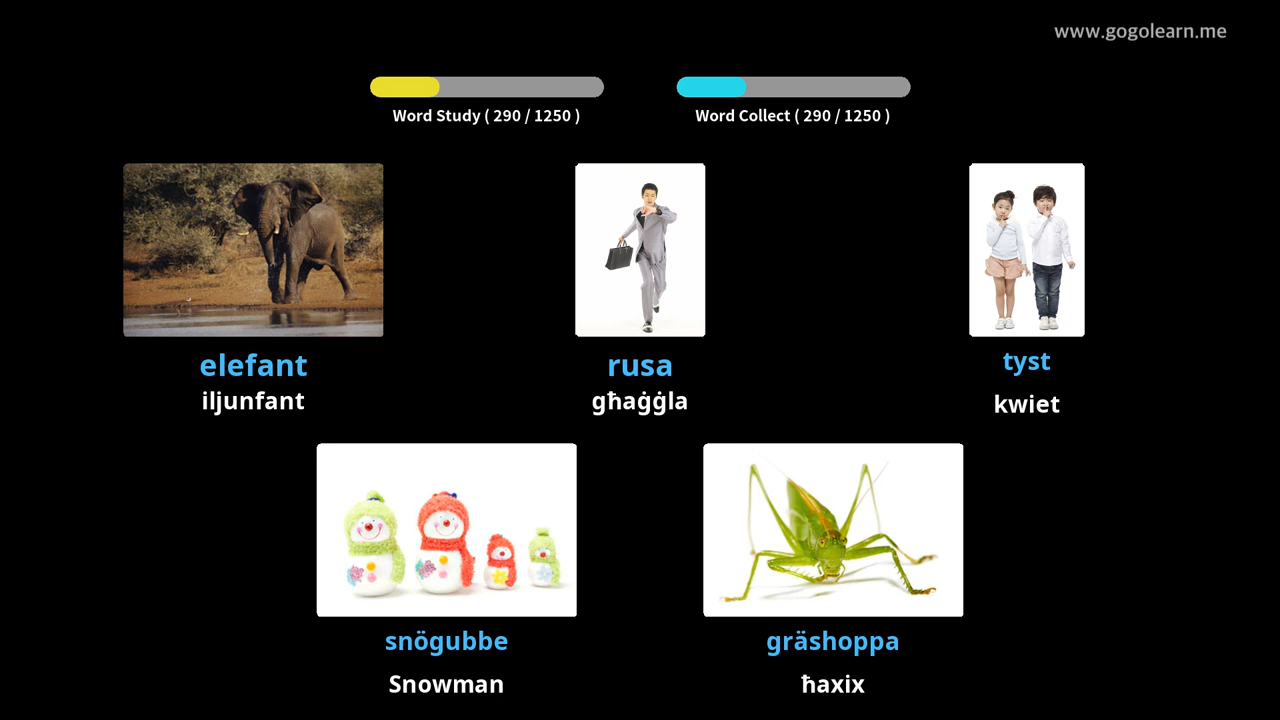 www.gogolearn.me
Word Study ( 290 / 1250 )
Word Collect ( 290 / 1250 )
elefant
iljunfant
rusa
għaġġla
tyst
kwiet
snögubbe
Snowman
gräshoppa
ħaxix